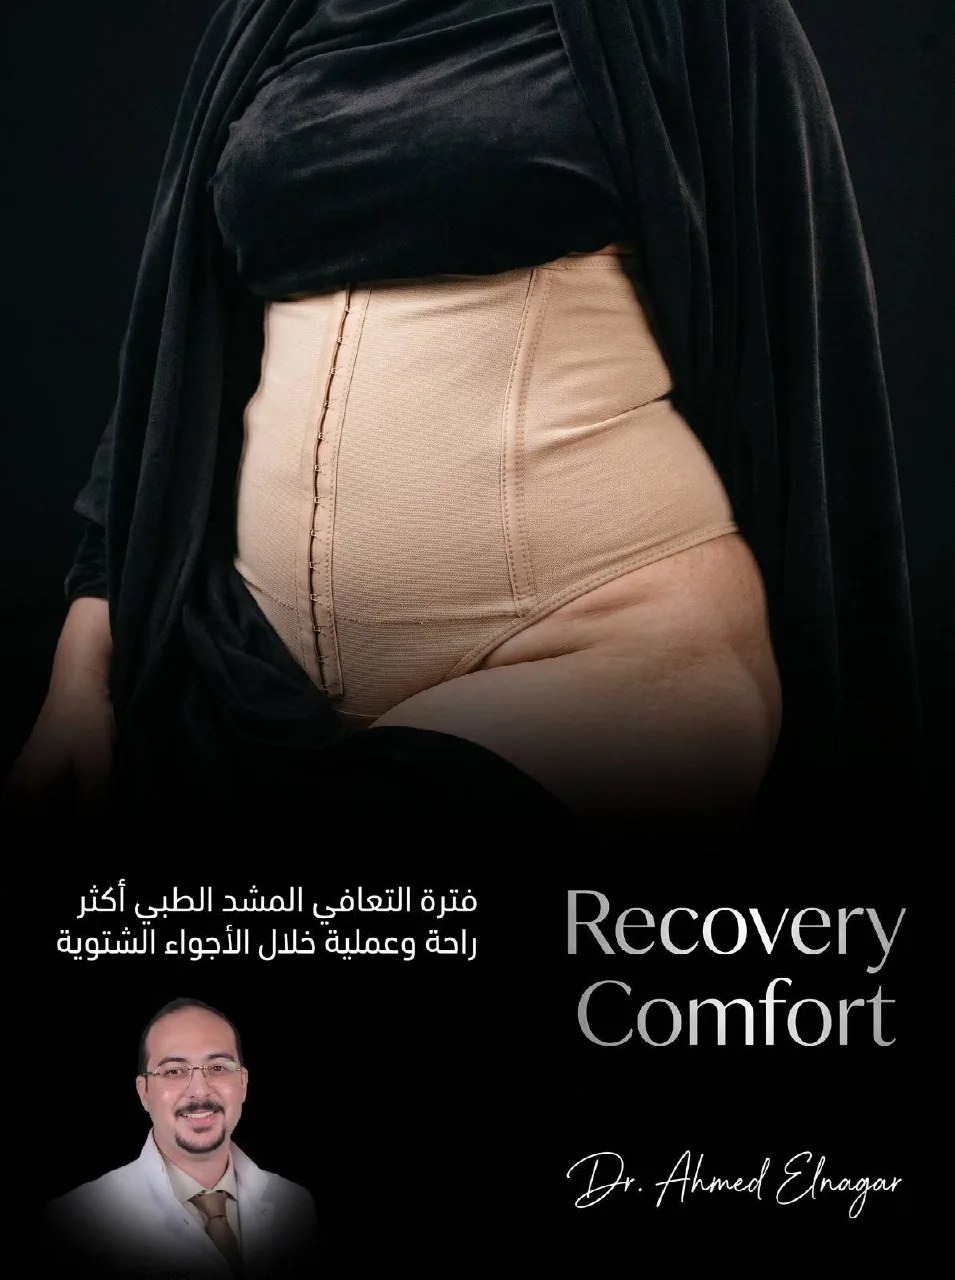 فترة التعافي المشد الطبي أكثر
راحة وعملية خلال الأجواء الشتوية
Recovery
Comfort
Dr. Ahmed Elnagar